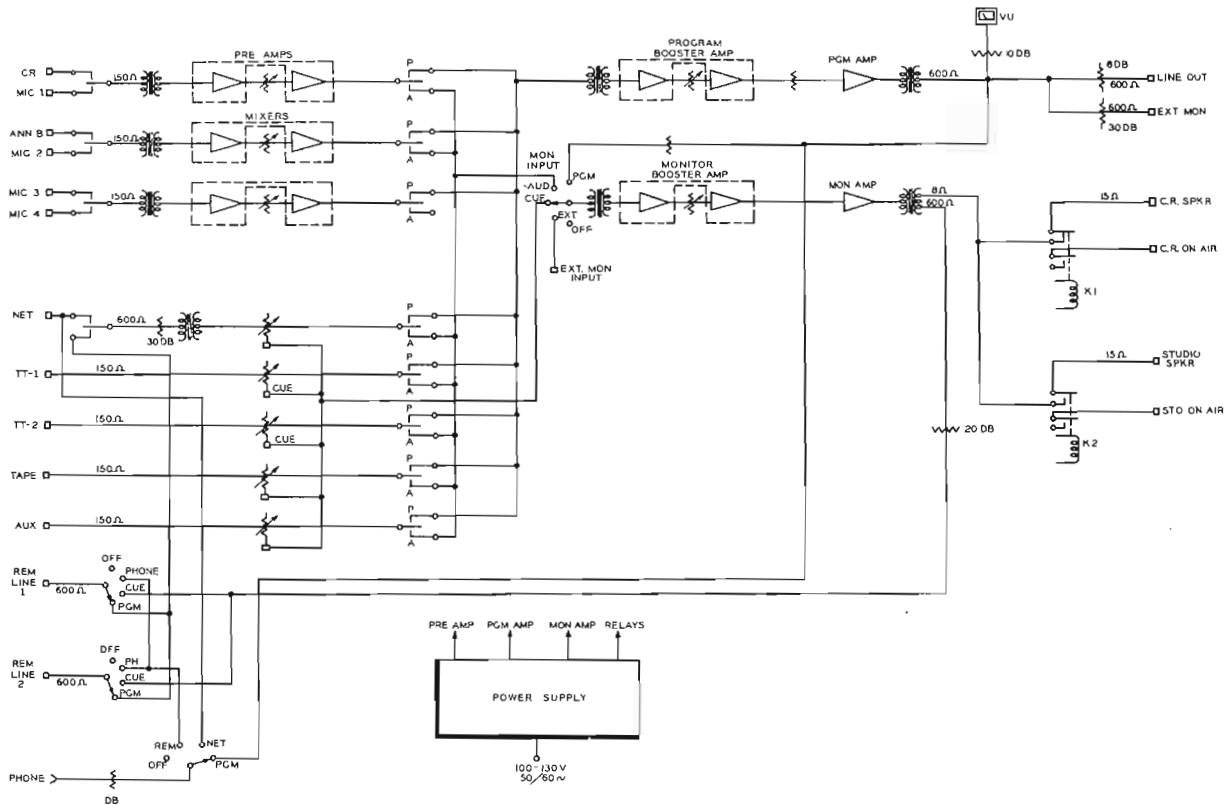 VU
10 DB
CR
MIC 1
150Ω
PRE AMPS
P
A
PROGRAM
BOOSTER AMP
PGM AMP
600Ω
6DB
600Ω
LINE OUT
600Ω
30DB
EXT MON
ANN B
MIC 2
150Ω
MIXERS
P
A
MIC 3
MIC 4
150Ω
P
A
MON
INPUT
PGM
AUD
CUE
EXT
OFF
EXT. MON
INPUT
MONITOR
BOOSTER AMP
MON AMP
8Ω
600Ω
15Ω
C.R. SPKR
C.R. ON AIR
K1
NET
600Ω
30DB
P
A
TT-1
150Ω
CUE
P
A
15Ω
STUDIO
SPKR
STO ON AIR
K2
TT-2
150Ω
CUE
P
A
20 DB
TAPE
150Ω
P
A
AUX
150Ω
P
A
REM
LINE
1
600Ω
OFF
PHONE
CUE
PGM
REM
LINE
2
600Ω
OFF
PH
CUE
PGM
PRE AMP
PGM AMP
MON AMP
RELAYS
POWER SUPPLY
100-130V
50/60~
REM
OFF
NET
PGM
PHONE
DB